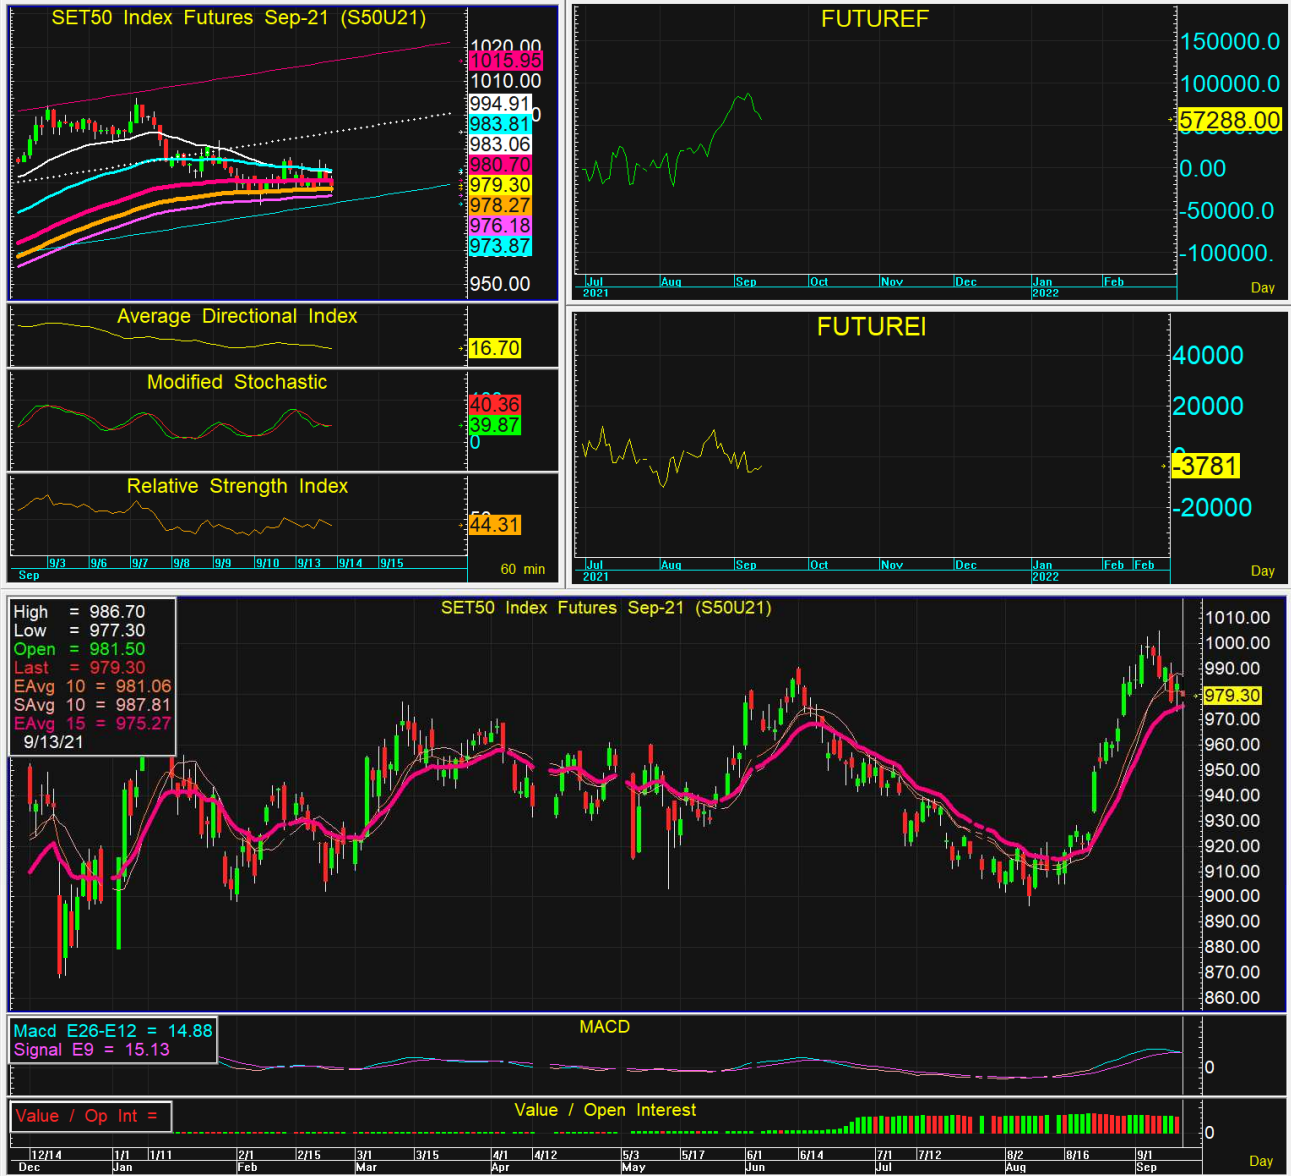 SET50 Index Futures Sep-21 (S50U21)
1020.00
1015.95
1010.00
994.91
983.81
983.06
980.70
979.30
978.27
976.18
973.87
950.00
Average Directional Index
16.70
Modified Stochastic
40.36
39.87
0
Relative Strength Index
44.31
9/3 9/6 9/7 9/8 9/9 9/10 9/13 9/14 9/15
Sep
60 min
FUTUREF
150000.0
100000.0
57288.00
0.00
-50000.0
-100000.
Jul Aug Sep Oct Nov Dec Jan Feb
2021 2022
Day
FUTUREI
40000
20000
-3781
-20000
Jul Aug Sep Oct Nov Dec Jan Feb Feb
2021 2022
Day
SET50 Index Futures Sep-21 (S50U21)
High = 986.70
Low = 977.30
Open = 981.50
Last = 979.30
EAvg 10 = 981.06
SAvg 10 = 987.81
EAvg 15 = 975.27
9/13/21
1010.00
1000.00
990.00
979.30
970.00
960.00
950.00
940.00
930.00
920.00
910.00
900.00
890.00
880.00
870.00
860.00
MACD
Macd E26-E12 = 14.88
Signal E9 = 15.13
0
Value / Open Interest
Value / Op Int =
0
12/14 1/1 1/11 2/1 2/15 3/1 3/15 4/1 4/12 5/3 5/17 6/1 6/14 7/1 7/12 8/2 8/16 9/1
Dec Jan Feb Mar Apr May Jun Jul Aug Sep
Day